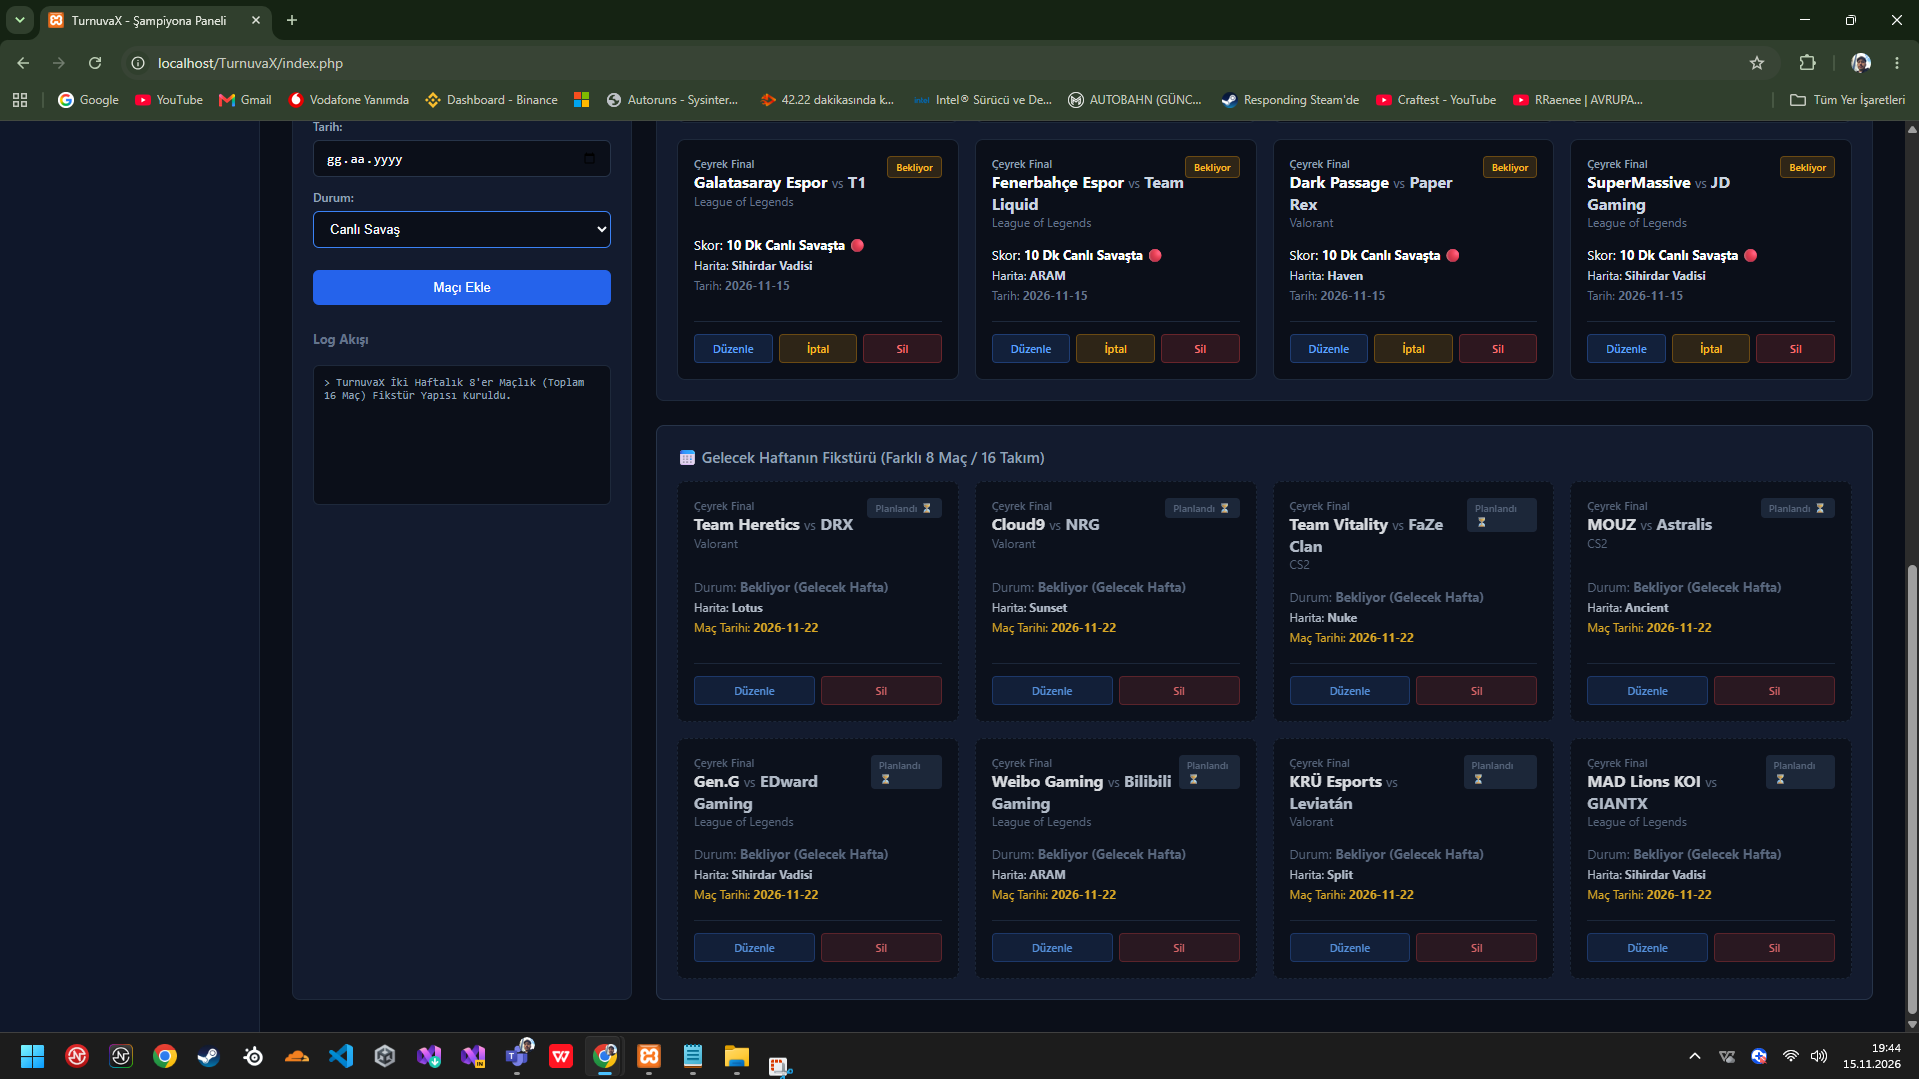 TurnuvaX - Şampiyona Paneli
localhost/TurnuvaX/index.php
Google
YouTube
Gmail
Vodafone Yanımda
Dashboard - Binance
Autoruns - Sysinter...
42.22 dakikasında k...
Intel® Sürücü ve De...
AUTOBAHN (GÜNC...
Responding Steam'de
Craftest - YouTube
RRaenee | AVRUPA...
Tüm Yer İşaretleri
Tarih:
gg.aa.yyyy
Durum:
Canlı Savaş
Maçı Ekle
Log Akışı
> TurnuvaX İki Haftalık 8'er Maçlık (Toplam
16 Maç) Fikstür Yapısı Kuruldu.
Çeyrek Final
Bekliyor
Galatasaray Espor vs T1
League of Legends
Skor: 10 Dk Canlı Savaşta
Harita: Sihirdar Vadisi
Tarih: 2026-11-15
Düzenle
İptal
Sil
Çeyrek Final
Bekliyor
Fenerbahçe Espor vs Team
Liquid
League of Legends
Skor: 10 Dk Canlı Savaşta
Harita: ARAM
Tarih: 2026-11-15
Düzenle
İptal
Sil
Çeyrek Final
Bekliyor
Dark Passage vs Paper
Rex
Valorant
Skor: 10 Dk Canlı Savaşta
Harita: Haven
Tarih: 2026-11-15
Düzenle
İptal
Sil
Çeyrek Final
Bekliyor
SuperMassive vs JD
Gaming
League of Legends
Skor: 10 Dk Canlı Savaşta
Harita: Sihirdar Vadisi
Tarih: 2026-11-15
Düzenle
İptal
Sil
Gelecek Haftanın Fikstürü (Farklı 8 Maç / 16 Takım)
Çeyrek Final
Planlandı
Team Heretics vs DRX
Valorant
Durum: Bekliyor (Gelecek Hafta)
Harita: Lotus
Maç Tarihi: 2026-11-22
Düzenle
Sil
Çeyrek Final
Planlandı
Cloud9 vs NRG
Valorant
Durum: Bekliyor (Gelecek Hafta)
Harita: Sunset
Maç Tarihi: 2026-11-22
Düzenle
Sil
Çeyrek Final
Planlandı
Team Vitality vs FaZe
Clan
CS2
Durum: Bekliyor (Gelecek Hafta)
Harita: Nuke
Maç Tarihi: 2026-11-22
Düzenle
Sil
Çeyrek Final
Planlandı
MOUZ vs Astralis
CS2
Durum: Bekliyor (Gelecek Hafta)
Harita: Ancient
Maç Tarihi: 2026-11-22
Düzenle
Sil
Çeyrek Final
Planlandı
Gen.G vs EDward
Gaming
League of Legends
Durum: Bekliyor (Gelecek Hafta)
Harita: Sihirdar Vadisi
Maç Tarihi: 2026-11-22
Düzenle
Sil
Çeyrek Final
Planlandı
Weibo Gaming vs Bilibili
Gaming
League of Legends
Durum: Bekliyor (Gelecek Hafta)
Harita: ARAM
Maç Tarihi: 2026-11-22
Düzenle
Sil
Çeyrek Final
Planlandı
KRÜ Esports vs
Leviatán
Valorant
Durum: Bekliyor (Gelecek Hafta)
Harita: Split
Maç Tarihi: 2026-11-22
Düzenle
Sil
Çeyrek Final
Planlandı
MAD Lions KOI vs
GIANTX
League of Legends
Durum: Bekliyor (Gelecek Hafta)
Harita: Sihirdar Vadisi
Maç Tarihi: 2026-11-22
Düzenle
Sil
19:44
15.11.2026